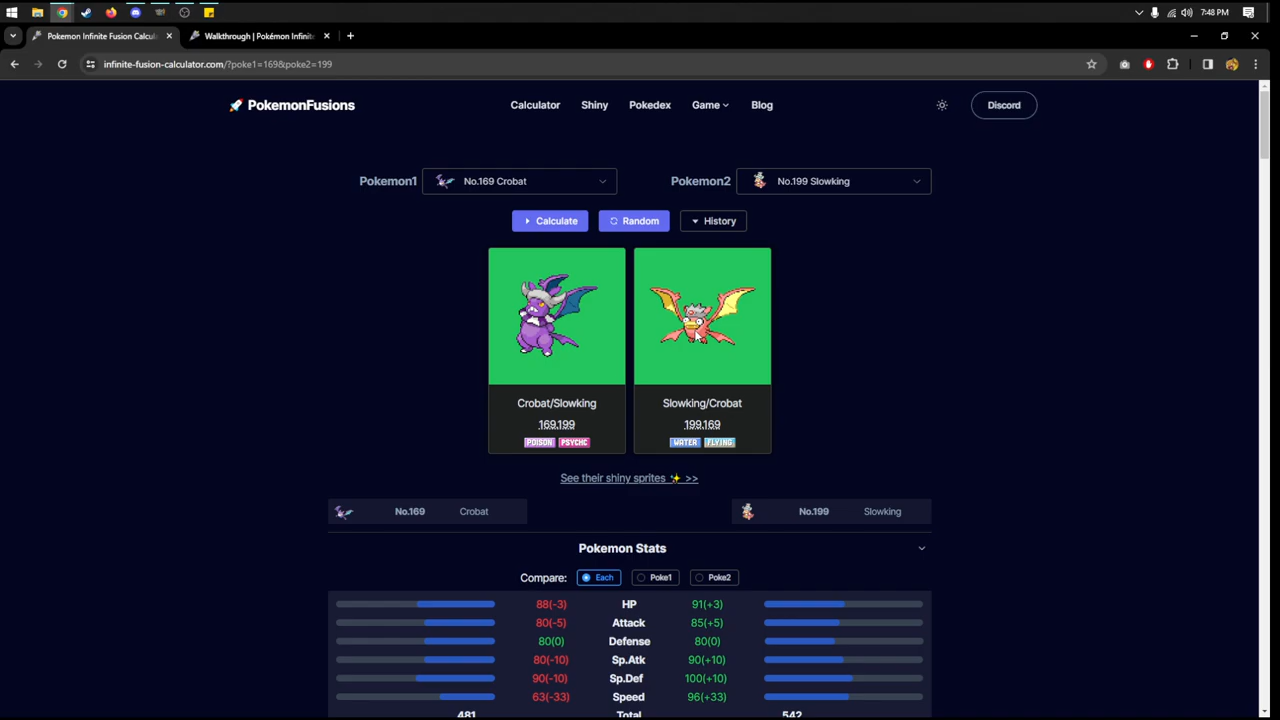 7:48 PM
Pokemon Infinite Fusion Calcula
Walkthrough | Pokémon Infinite
infinite-fusion-calculator.com/?poke1=169&poke2=199
PokemonFusions
Calculator
Shiny
Pokedex
Game
Blog
Discord
Pokemon1
No.169 Crobat
Pokemon2
No.199 Slowking
Calculate
Random
History
Crobat/Slowking
Slowking/Crobat
169.199
199.169
POISON PSYCHC
WATER FLYING
See their shiny sprites ✨ >>
No.169 Crobat
No.199 Slowking
Pokemon Stats
Compare: Each Poke1 Poke2
88(-3) HP 91(+3)
80(-5) Attack 85(+5)
80(0) Defense 80(0)
80(-10) Sp.Atk 90(+10)
90(-10) Sp.Def 100(+10)
63(-33) Speed 96(+33)
481 Total 542